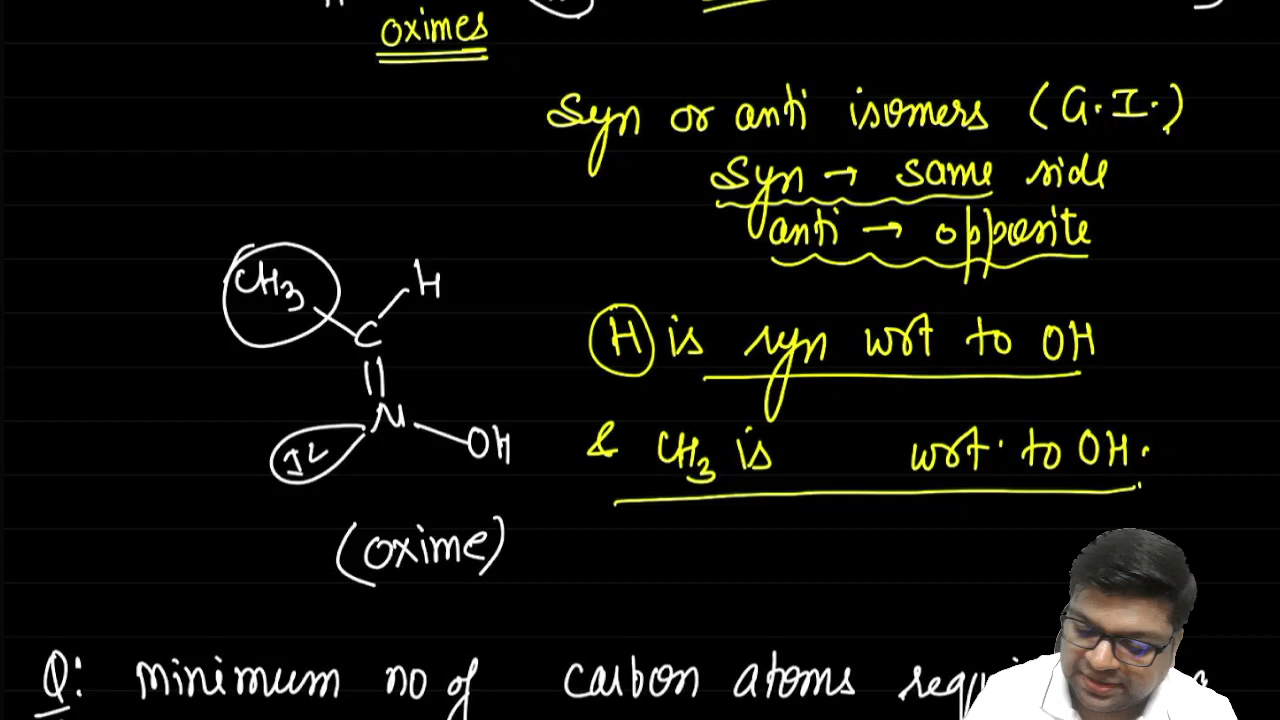 oximes
Syn or anti isomers (G.I.)
Syn → same side
anti → opposite
CH3 H
C
H is syn wrt to OH
N
OH
& CH3 is wrt. to OH.
(oxime)
Q: minimum no of carbon atoms